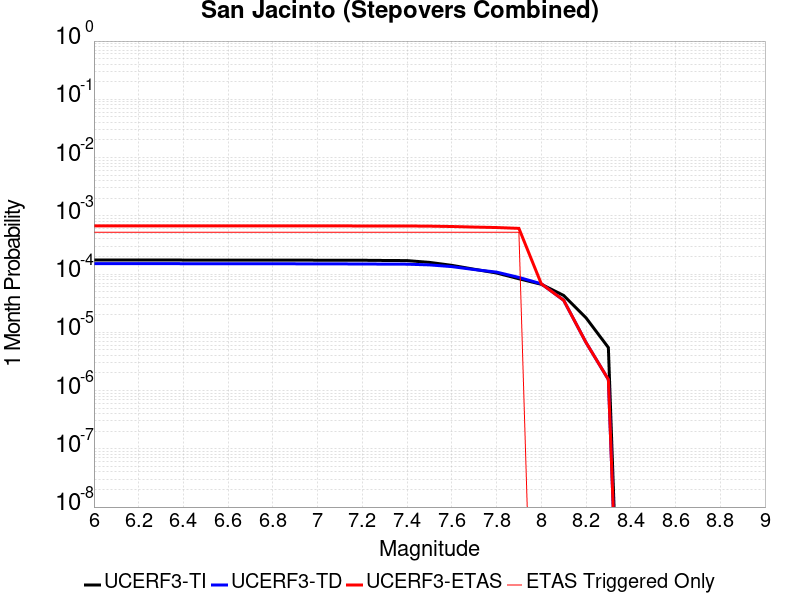 San Jacinto (Stepovers Combined)
10^0
10^-1
10^-2
10^-3
10^-4
10^-5
10^-6
10^-7
10^-8
1 Month Probability
6 6.2 6.4 6.6 6.8 7 7.2 7.4 7.6 7.8 8 8.2 8.4 8.6 8.8 9
Magnitude
UCERF3-TI UCERF3-TD UCERF3-ETAS ETAS Triggered Only